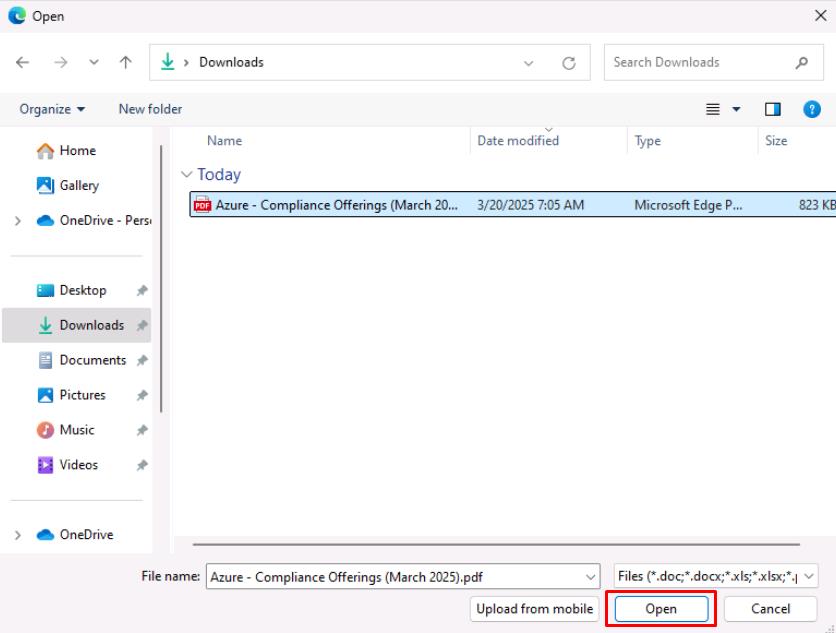 Open
Downloads
Search Downloads
Organize
New folder
?
Name
Date modified
Type
Size
Home
Gallery
OneDrive - Pers
Desktop
Downloads
Documents
Pictures
Music
Videos
OneDrive
Today
PDF Azure - Compliance Offerings (March 20... 3/20/2025 7:05 AM Microsoft Edge P... 823 KB
File name: Azure - Compliance Offerings (March 2025).pdf Files (*.doc;*.docx;*.xls;*.xlsx;*.p
Upload from mobile
Open
Cancel